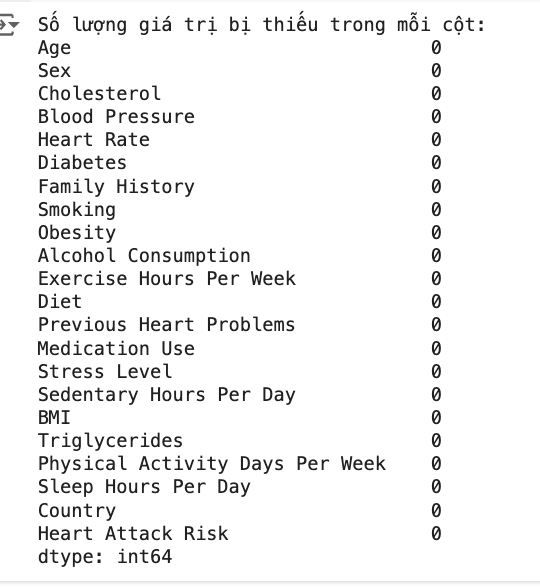 Số lượng giá trị bị thiếu trong mỗi cột:
Age 0
Sex 0
Cholesterol 0
Blood Pressure 0
Heart Rate 0
Diabetes 0
Family History 0
Smoking 0
Obesity 0
Alcohol Consumption 0
Exercise Hours Per Week 0
Diet 0
Previous Heart Problems 0
Medication Use 0
Stress Level 0
Sedentary Hours Per Day 0
BMI 0
Triglycerides 0
Physical Activity Days Per Week 0
Sleep Hours Per Day 0
Country 0
Heart Attack Risk 0
dtype: int64